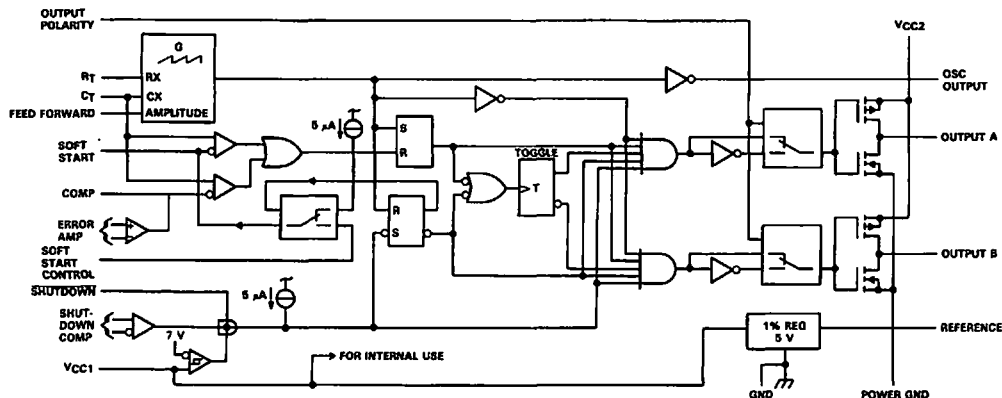 OUTPUT
POLARITY
VCC2
G
RT
RX
CT
CX
FEED FORWARD
AMPLITUDE
OSC
OUTPUT
5 µA
SOFT
START
S
R
TOGGLE
T
OUTPUT A
COMP
ERROR
AMP
R
S
SOFT
START
CONTROL
OUTPUT B
SHUTDOWN
5 µA
SHUT-
DOWN
COMP
7 V
1% REG
5 V
REFERENCE
FOR INTERNAL USE
VCC1
GND
POWER GND